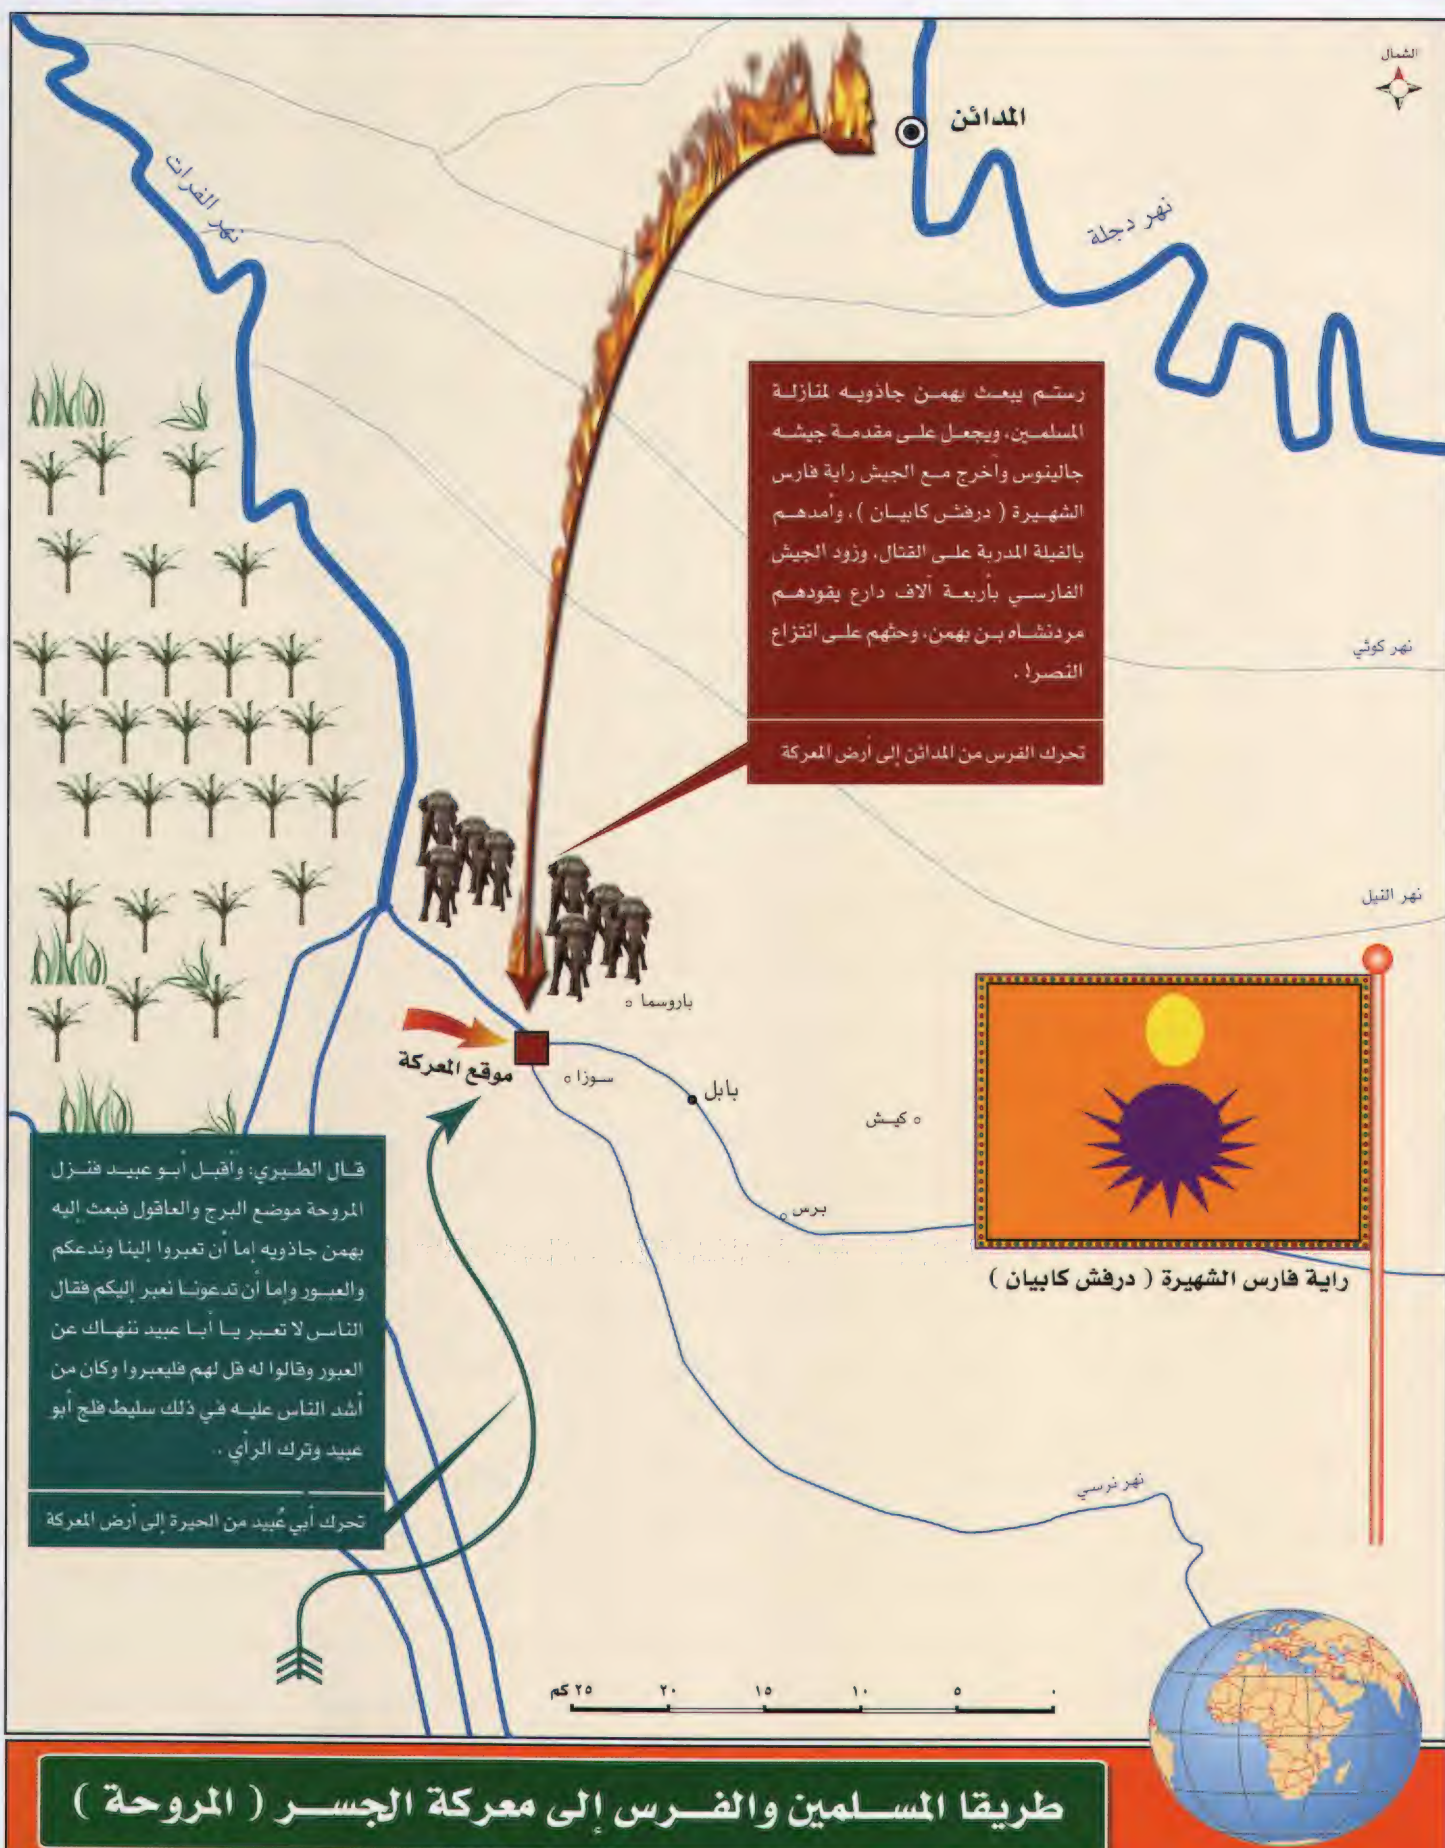 الشمال
المدائن
نهر دجلة
نهر الفرات
رستم يبعث بهمن جاذويه لمنازلة
المسلمين، ويجعل على مقدمة جيشه
جالينوس وأخرج مع الجيش راية فارس
الشهيرة ( درفش كابيان )، وأمدهم
بالفيلة المدربة على القتال، وزود الجيش
الفارسي بأربعة آلاف دارع يقودهم
مردنشاه بن بهمن، وحثهم على انتزاع
النصر! .
تحرك الفرس من المدائن إلى أرض المعركة
نهر كوثي
نهر النيل
باروسما
موقع المعركة
سوزا
بابل
كيش
برس
راية فارس الشهيرة ( درفش كابيان )
قال الطبري: وأقبل أبو عبيد فنزل
المروحة موضع البرج والعاقول فبعث إليه
بهمن جاذويه إما أن تعبروا إلينا وندعكم
والعبور وإما أن تدعونا نعبر إليكم فقال
الناس لا تعبر يا أبا عبيد ننهاك عن
العبور وقالوا له قل لهم فليعبروا وكان من
أشد الناس عليه في ذلك سليط فلج أبو
عبيد وترك الرأي ..
تحرك أبي عُبيد من الحيرة إلى أرض المعركة
نهر نرسي
٢٥ كم ٢٠ ١٥ ١٠ ٥ ٠
طريقا المسلمين والفرس إلى معركة الجسر ( المروحة )